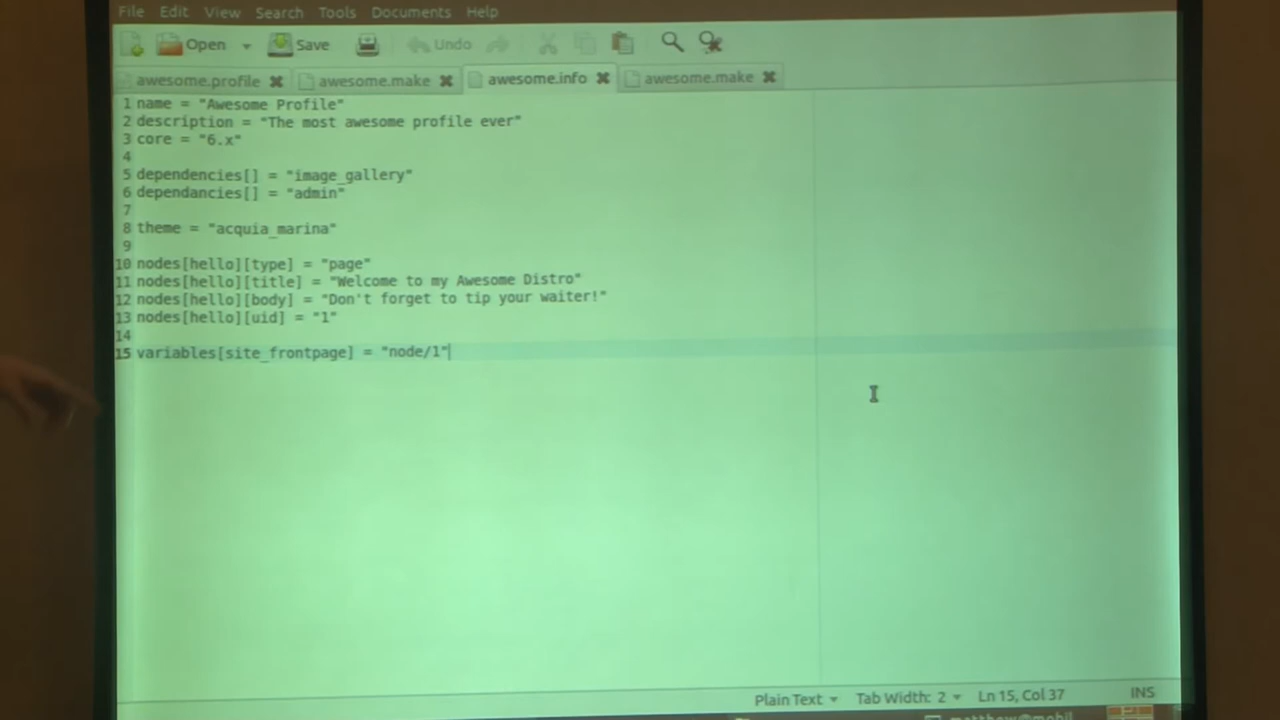 File Edit View Search Tools Documents Help
Open Save Undo
awesome.profile awesome.make awesome.info awesome.make
1 name = "Awesome Profile"
2 description = "The most awesome profile ever"
3 core = "6.x"
4
5 dependencies[] = "image_gallery"
6 dependancies[] = "admin"
7
8 theme = "acquia_marina"
9
10 nodes[hello][type] = "page"
11 nodes[hello][title] = "Welcome to my Awesome Distro"
12 nodes[hello][body] = "Don't forget to tip your waiter!"
13 nodes[hello][uid] = "1"
14
15 variables[site_frontpage] = "node/1"
Plain Text Tab Width: 2 Ln 15, Col 37 INS